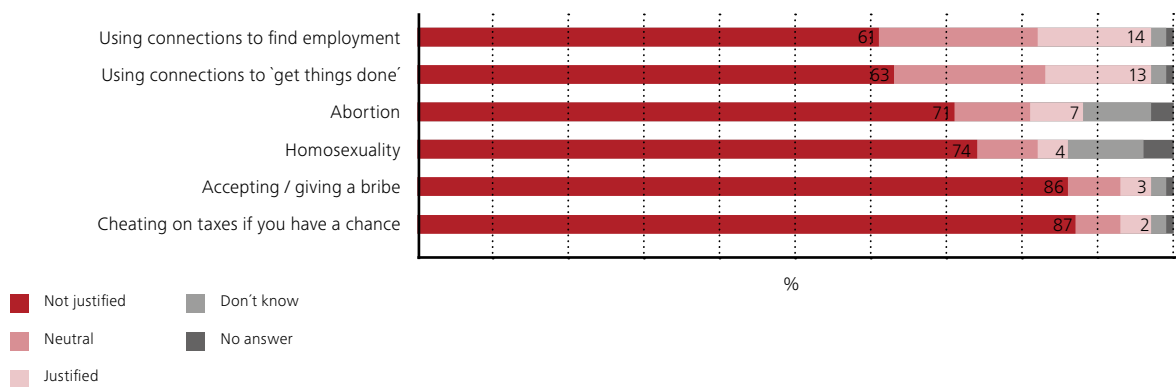 Using connections to find employment 61 14
Using connections to `get things done´ 63 13
Abortion 71 7
Homosexuality 74 4
Accepting / giving a bribe 86 3
Cheating on taxes if you have a chance 87 2
%
Not justified Don´t know
Neutral No answer
Justified